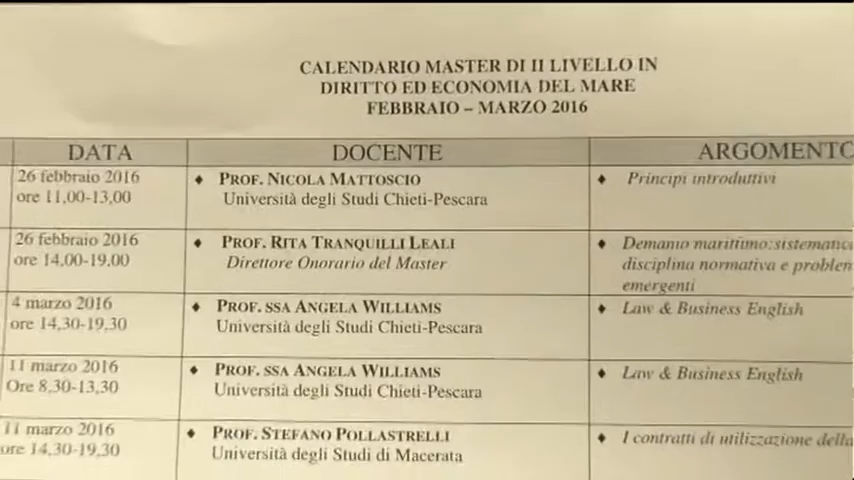 CALENDARIO MASTER DI II LIVELLO IN
DIRITTO ED ECONOMIA DEL MARE
FEBBRAIO – MARZO 2016
DATA DOCENTE ARGOMENTO
26 febbraio 2016
ore 11,00-13,00
♦ PROF. NICOLA MATTOSCIO
Università degli Studi Chieti-Pescara
♦ Principi introduttivi
26 febbraio 2016
ore 14,00-19,00
♦ PROF. RITA TRANQUILLI LEALI
Direttore Onorario del Master
♦ Demanio marittimo: sistematica
disciplina normativa e problem
emergenti
4 marzo 2016
ore 14,30-19,30
♦ PROF. SSA ANGELA WILLIAMS
Università degli Studi Chieti-Pescara
♦ Law & Business English
11 marzo 2016
Ore 8,30-13,30
♦ PROF. SSA ANGELA WILLIAMS
Università degli Studi Chieti-Pescara
♦ Law & Business English
11 marzo 2016
ore 14,30-19,30
♦ PROF. STEFANO POLLASTRELLI
Università degli Studi di Macerata
♦ I contratti di utilizzazione della